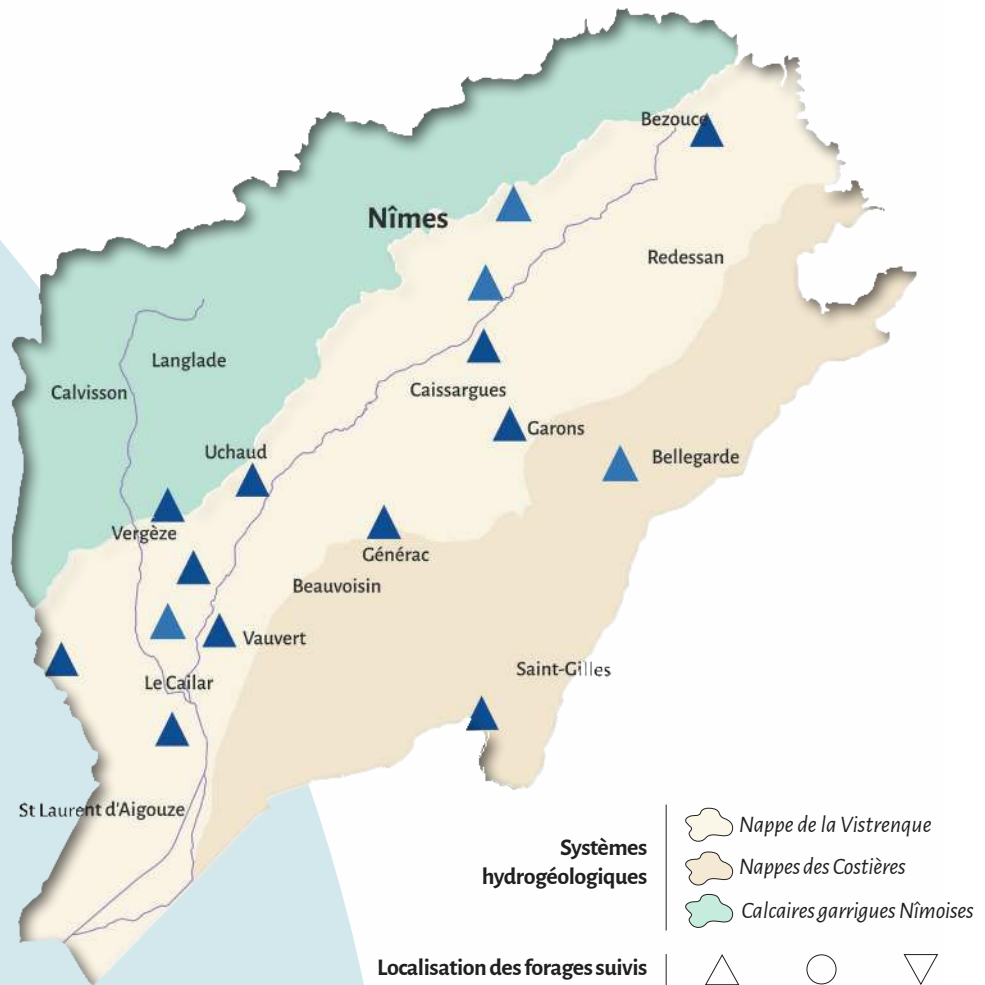 Bezouce
Nîmes
Redessan
Langlade
Calvisson
Caissargues
Garons
Uchaud
Bellegarde
Vergèze
Générac
Beauvoisin
Vauvert
Saint-Gilles
Le Cailar
St Laurent d'Aigouze
Systèmes
hydrogéologiques
Nappe de la Vistrenque
Nappes des Costières
Calcaires garrigues Nîmoises
Localisation des forages suivis